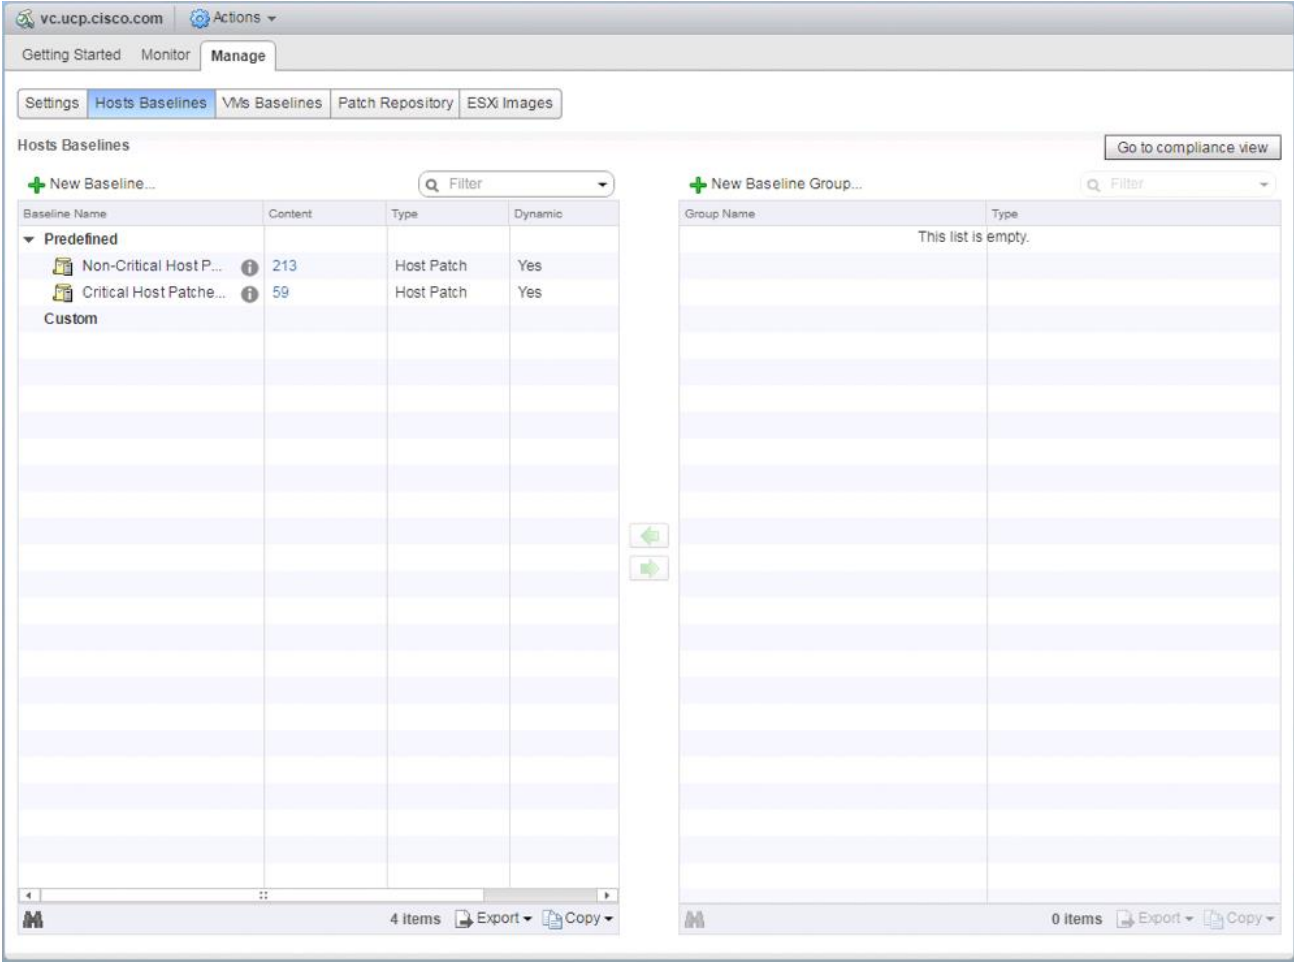 vc.ucp.cisco.com Actions
Getting Started Monitor Manage
Settings Hosts Baselines VMs Baselines Patch Repository ESXi Images
Hosts Baselines Go to compliance view
New Baseline... Filter New Baseline Group... Filter
Baseline Name Content Type Dynamic Group Name Type
Predefined This list is empty.
Non-Critical Host P... 213 Host Patch Yes
Critical Host Patche... 59 Host Patch Yes
Custom
4 items Export Copy 0 items Export Copy